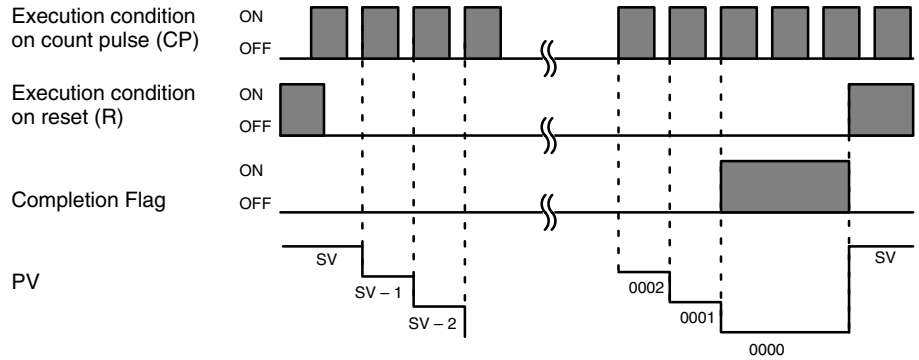 Execution condition
on count pulse (CP)
ON
OFF
Execution condition
on reset (R)
ON
OFF
Completion Flag
ON
OFF
PV
SV
SV – 1
SV – 2
0002
0001
0000
SV